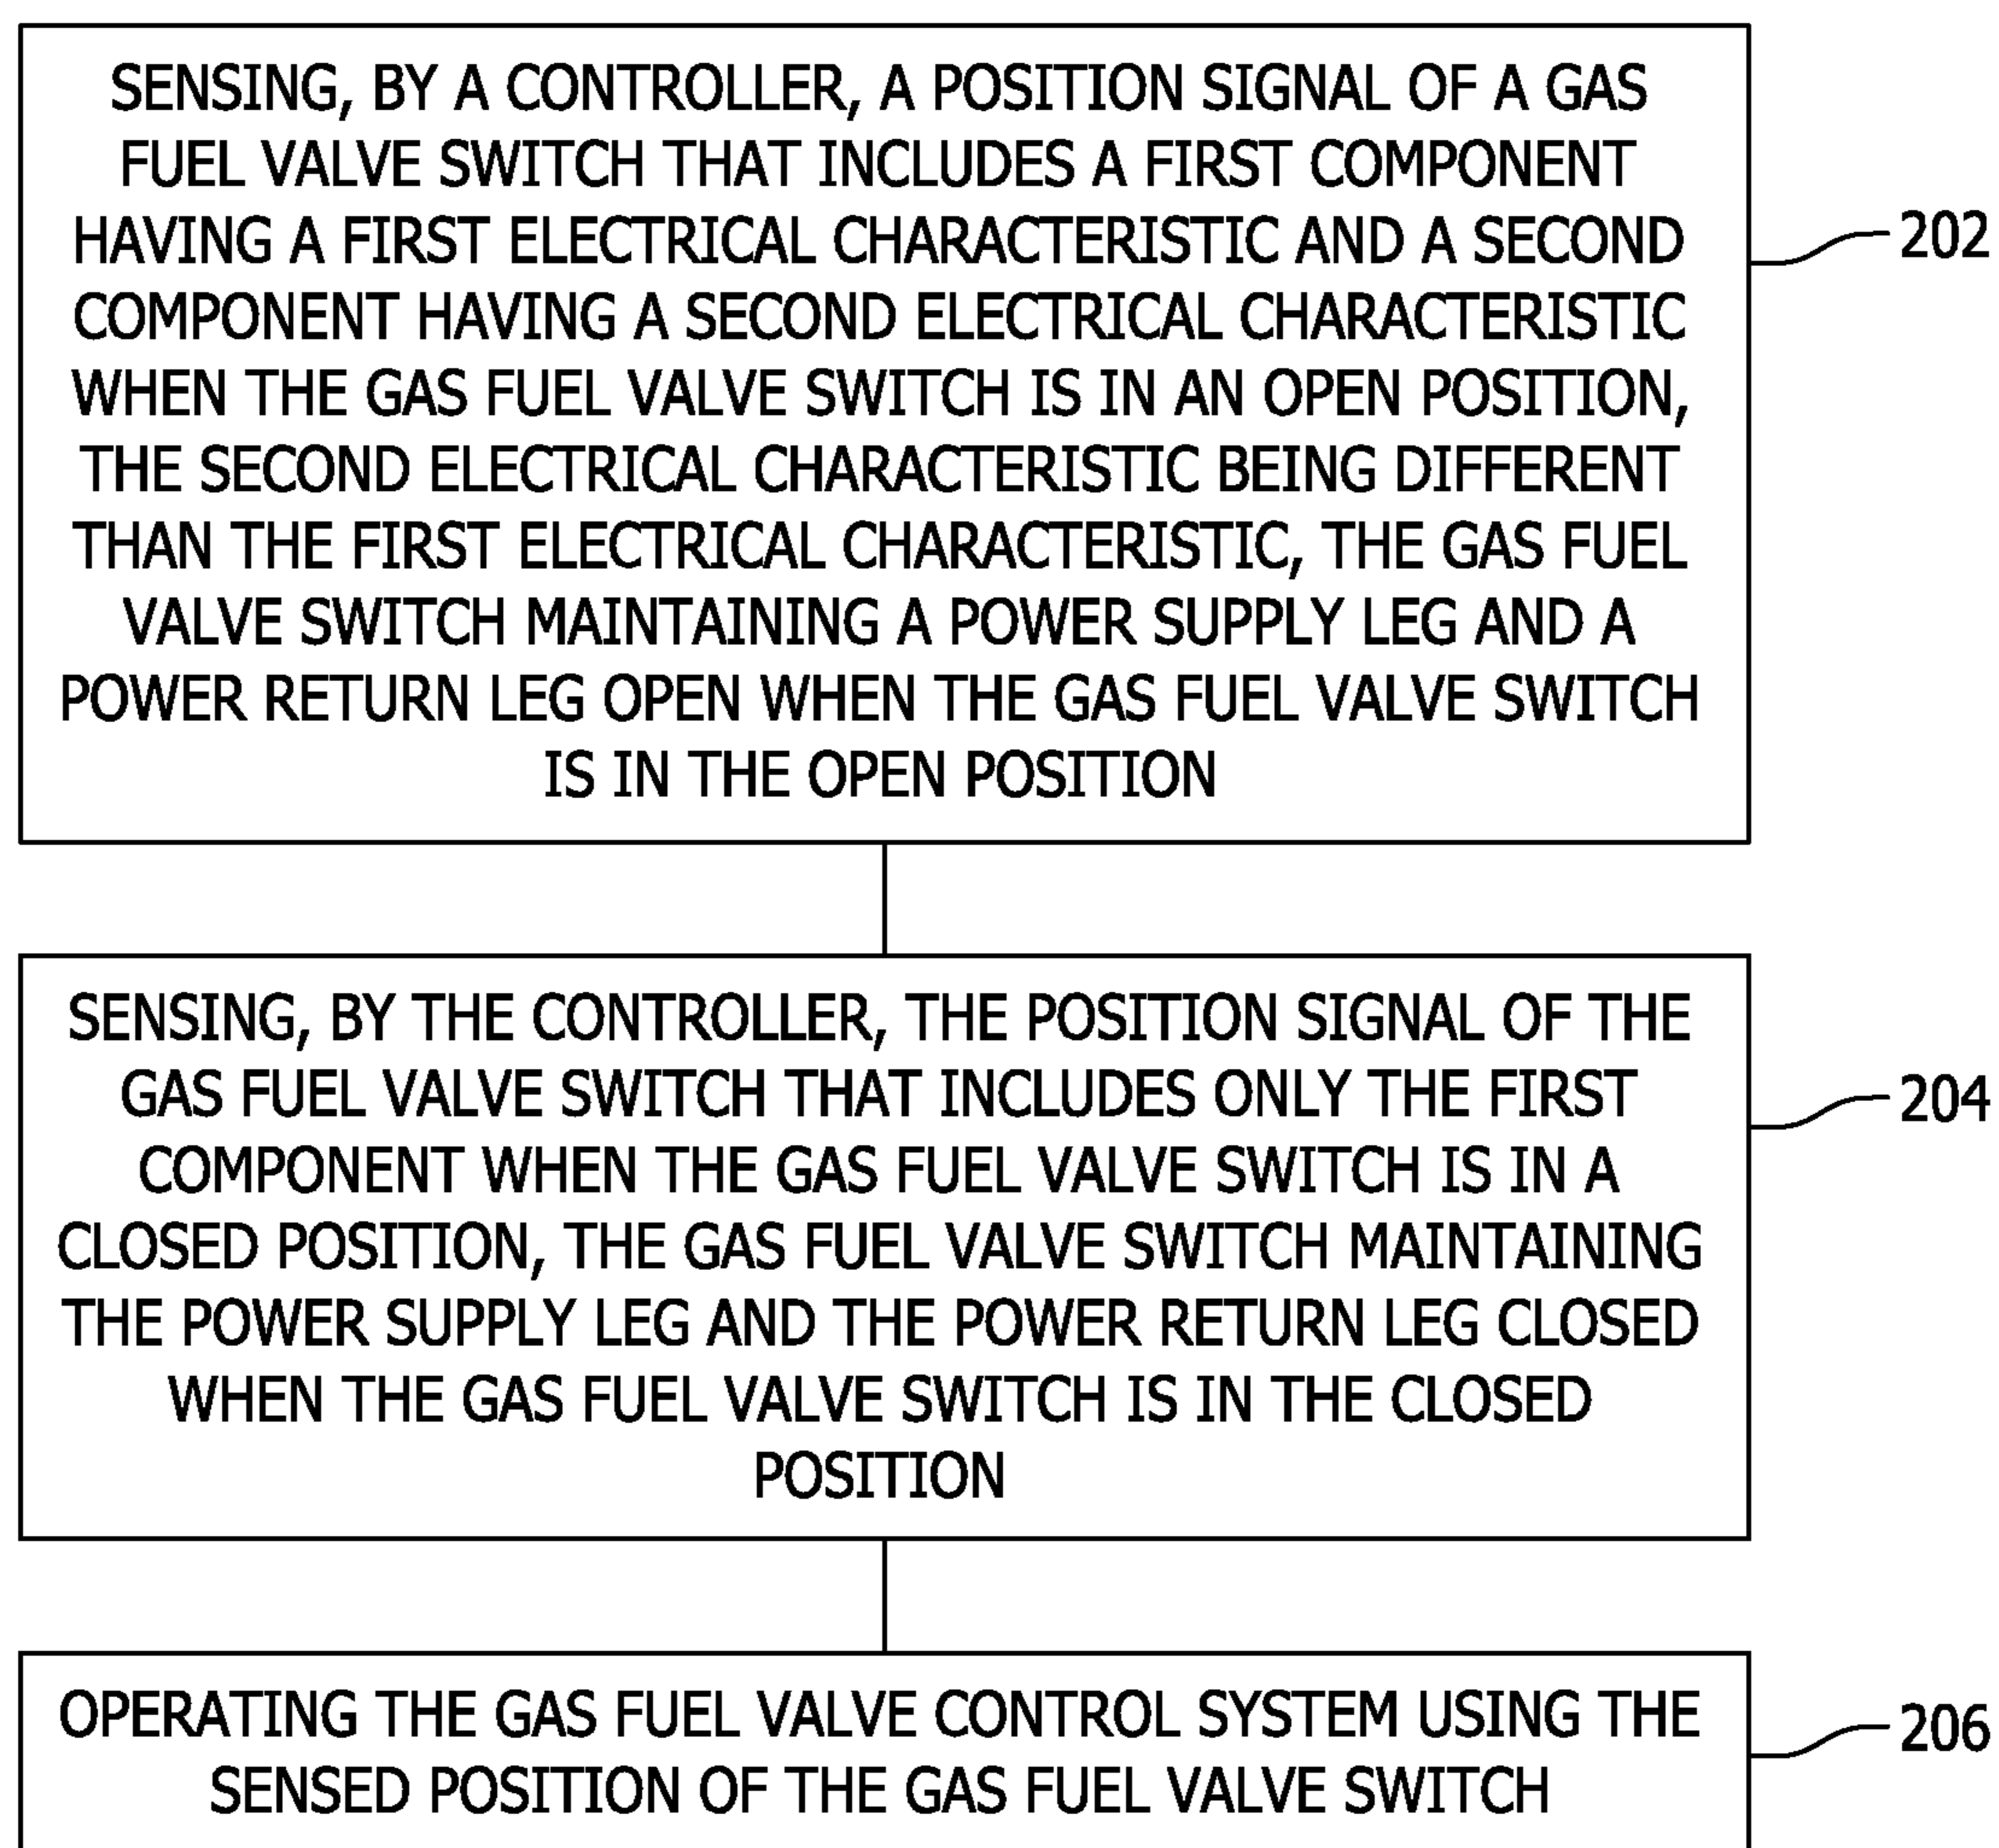 SENSING, BY A CONTROLLER, A POSITION SIGNAL OF A GAS
FUEL VALVE SWITCH THAT INCLUDES A FIRST COMPONENT
HAVING A FIRST ELECTRICAL CHARACTERISTIC AND A SECOND
COMPONENT HAVING A SECOND ELECTRICAL CHARACTERISTIC
WHEN THE GAS FUEL VALVE SWITCH IS IN AN OPEN POSITION,
THE SECOND ELECTRICAL CHARACTERISTIC BEING DIFFERENT
THAN THE FIRST ELECTRICAL CHARACTERISTIC, THE GAS FUEL
VALVE SWITCH MAINTAINING A POWER SUPPLY LEG AND A
POWER RETURN LEG OPEN WHEN THE GAS FUEL VALVE SWITCH
IS IN THE OPEN POSITION
202
SENSING, BY THE CONTROLLER, THE POSITION SIGNAL OF THE
GAS FUEL VALVE SWITCH THAT INCLUDES ONLY THE FIRST
COMPONENT WHEN THE GAS FUEL VALVE SWITCH IS IN A
CLOSED POSITION, THE GAS FUEL VALVE SWITCH MAINTAINING
THE POWER SUPPLY LEG AND THE POWER RETURN LEG CLOSED
WHEN THE GAS FUEL VALVE SWITCH IS IN THE CLOSED
POSITION
204
OPERATING THE GAS FUEL VALVE CONTROL SYSTEM USING THE
SENSED POSITION OF THE GAS FUEL VALVE SWITCH
206